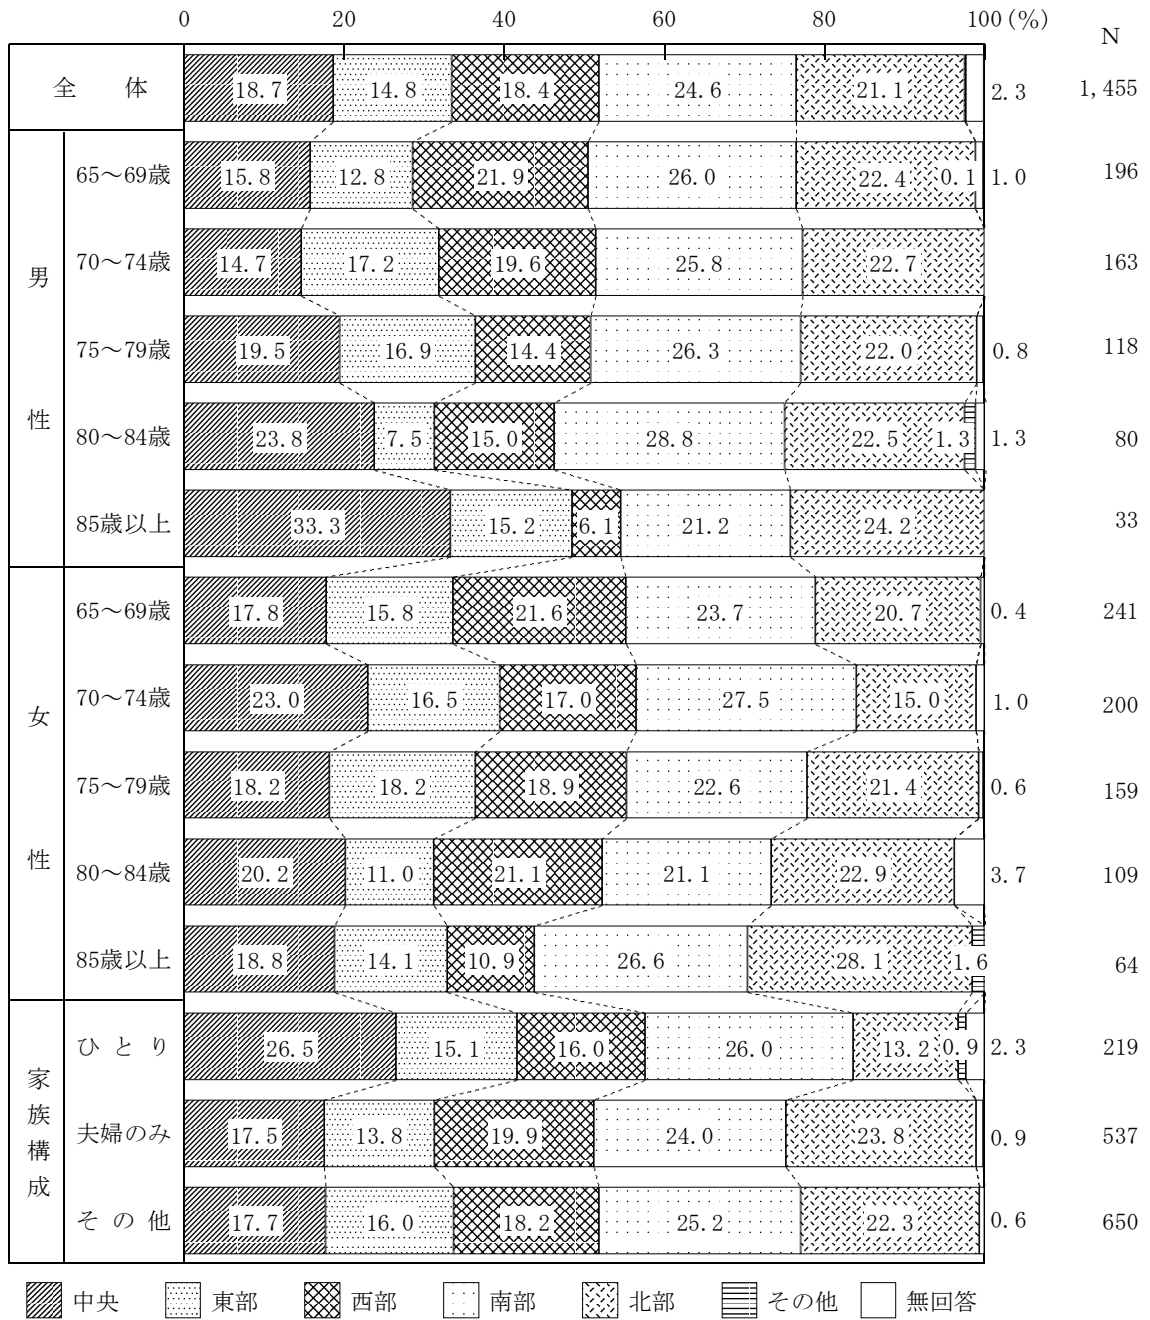 0 20 40 60 80 100(%) N
全 体 18.7 14.8 18.4 24.6 21.1 2.3 1,455
男性
65～69歳 15.8 12.8 21.9 26.0 22.4 0.1 1.0 196
70～74歳 14.7 17.2 19.6 25.8 22.7 163
75～79歳 19.5 16.9 14.4 26.3 22.0 0.8 118
80～84歳 23.8 7.5 15.0 28.8 22.5 1.3 1.3 80
85歳以上 33.3 15.2 6.1 21.2 24.2 33
女性
65～69歳 17.8 15.8 21.6 23.7 20.7 0.4 241
70～74歳 23.0 16.5 17.0 27.5 15.0 1.0 200
75～79歳 18.2 18.2 18.9 22.6 21.4 0.6 159
80～84歳 20.2 11.0 21.1 21.1 22.9 3.7 109
85歳以上 18.8 14.1 10.9 26.6 28.1 1.6 64
家族構成
ひとり 26.5 15.1 16.0 26.0 13.2 0.9 2.3 219
夫婦のみ 17.5 13.8 19.9 24.0 23.8 0.9 537
その他 17.7 16.0 18.2 25.2 22.3 0.6 650
中央 東部 西部 南部 北部 その他 無回答